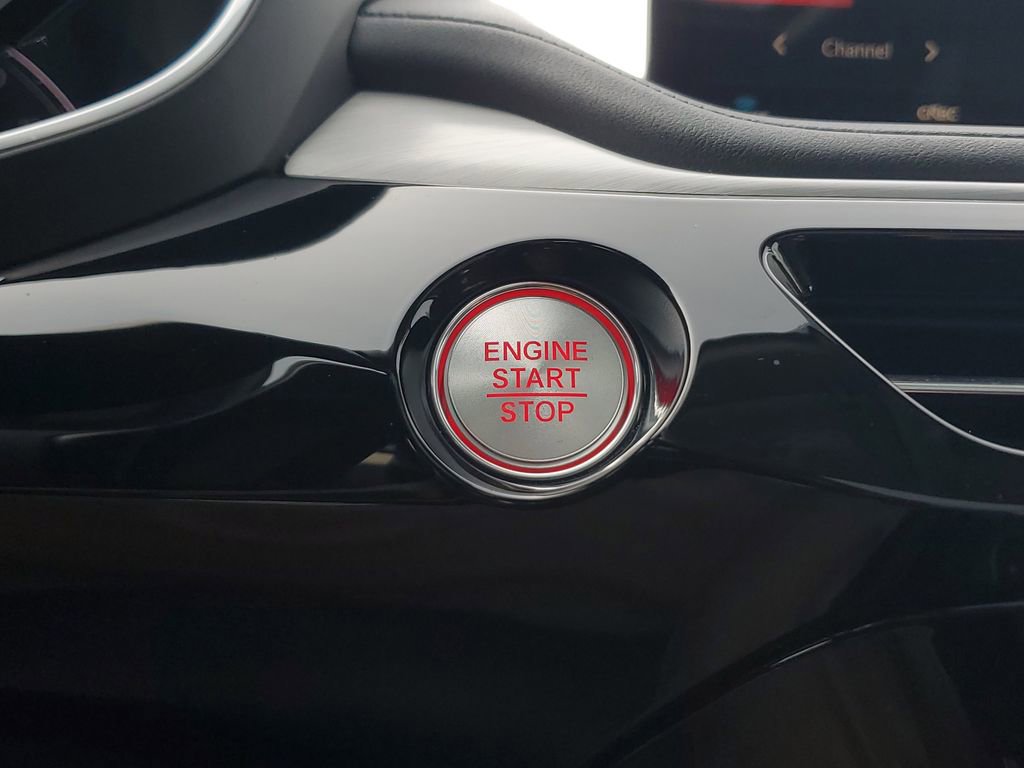 Channel
ENGINE
START
STOP